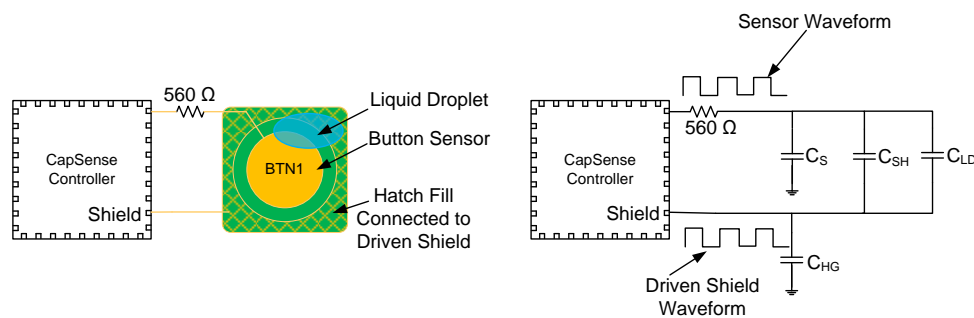 560 Ω
CapSense
Controller
Shield
BTN1
Liquid Droplet
Button Sensor
Hatch Fill
Connected to
Driven Shield
Sensor Waveform
560 Ω
CapSense
Controller
Shield
CS
CSH
CLD
CHG
Driven Shield
Waveform